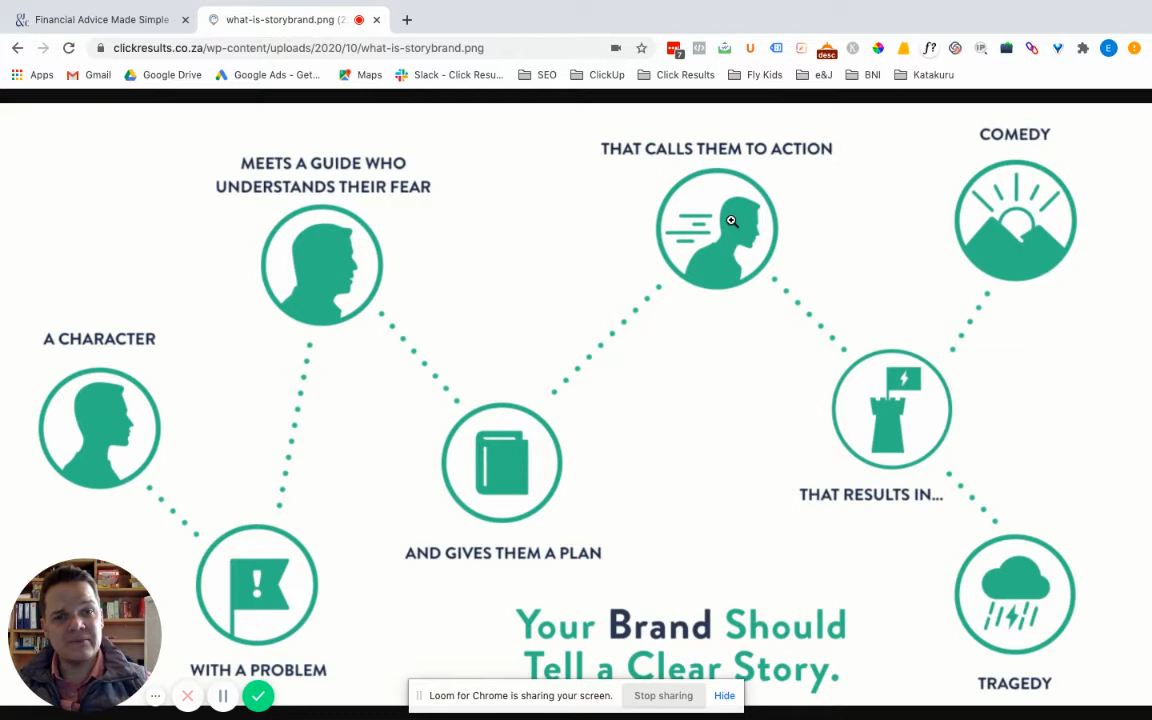 Financial Advice Made Simple
what-is-storybrand.png (2
clickresults.co.za/wp-content/uploads/2020/10/what-is-storybrand.png
7
U
f?
IP
desc
E
Apps
Gmail
Google Drive
Google Ads - Get...
Maps
Slack - Click Resu...
SEO
ClickUp
Click Results
Fly Kids
e&J
BNI
Katakuru
A CHARACTER
WITH A PROBLEM
MEETS A GUIDE WHO
UNDERSTANDS THEIR FEAR
AND GIVES THEM A PLAN
THAT CALLS THEM TO ACTION
THAT RESULTS IN...
COMEDY
TRAGEDY
Your Brand Should
Tell a Clear Story.
Loom for Chrome is sharing your screen.
Stop sharing
Hide